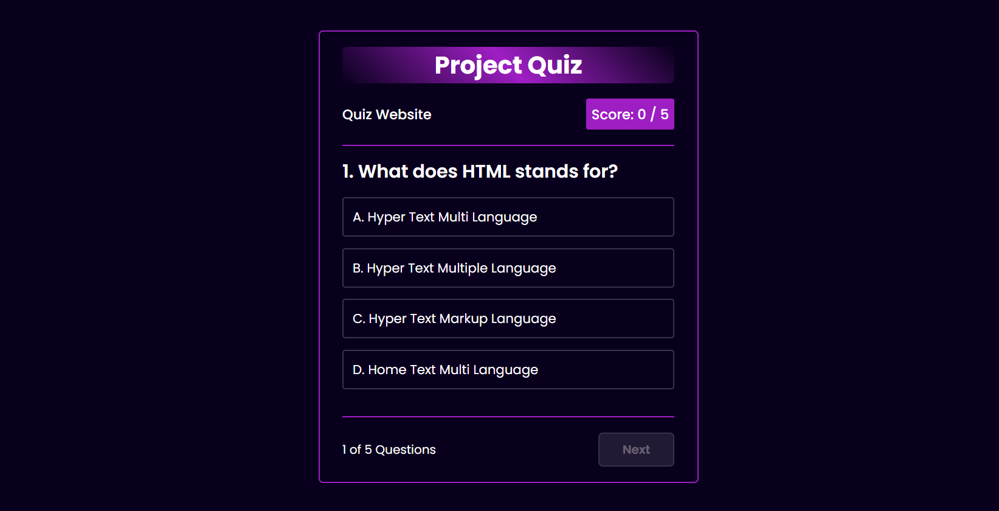 Project Quiz
Quiz Website
Score: 0 / 5
1. What does HTML stands for?
A. Hyper Text Multi Language
B. Hyper Text Multiple Language
C. Hyper Text Markup Language
D. Home Text Multi Language
1 of 5 Questions
Next